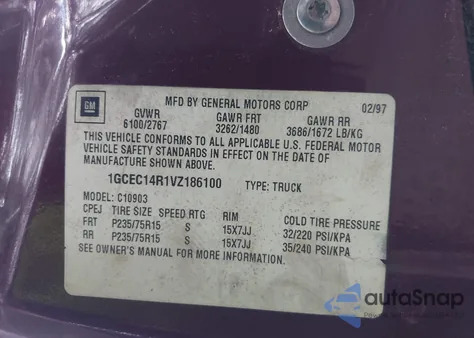 GM
MFD BY GENERAL MOTORS CORP 02/97
GVWR GAWR FRT GAWR RR
6100/2767 3262/1480 3686/1672 LB/KG
THIS VEHICLE CONFORMS TO ALL APPLICABLE U.S. FEDERAL MOTOR
VEHICLE SAFETY STANDARDS IN EFFECT ON THE DATE OF
MANUFACTURE SHOWN ABOVE.
1GCEC14R1VZ186100 TYPE: TRUCK
MODEL: C10903
CPEJ TIRE SIZE SPEED RTG RIM COLD TIRE PRESSURE
FRT P235/75R15 S 15X7JJ 32/220 PSI/KPA
RR P235/75R15 S 15X7JJ 35/240 PSI/KPA
SEE OWNER'S MANUAL FOR MORE INFORMATION.
autoSnap